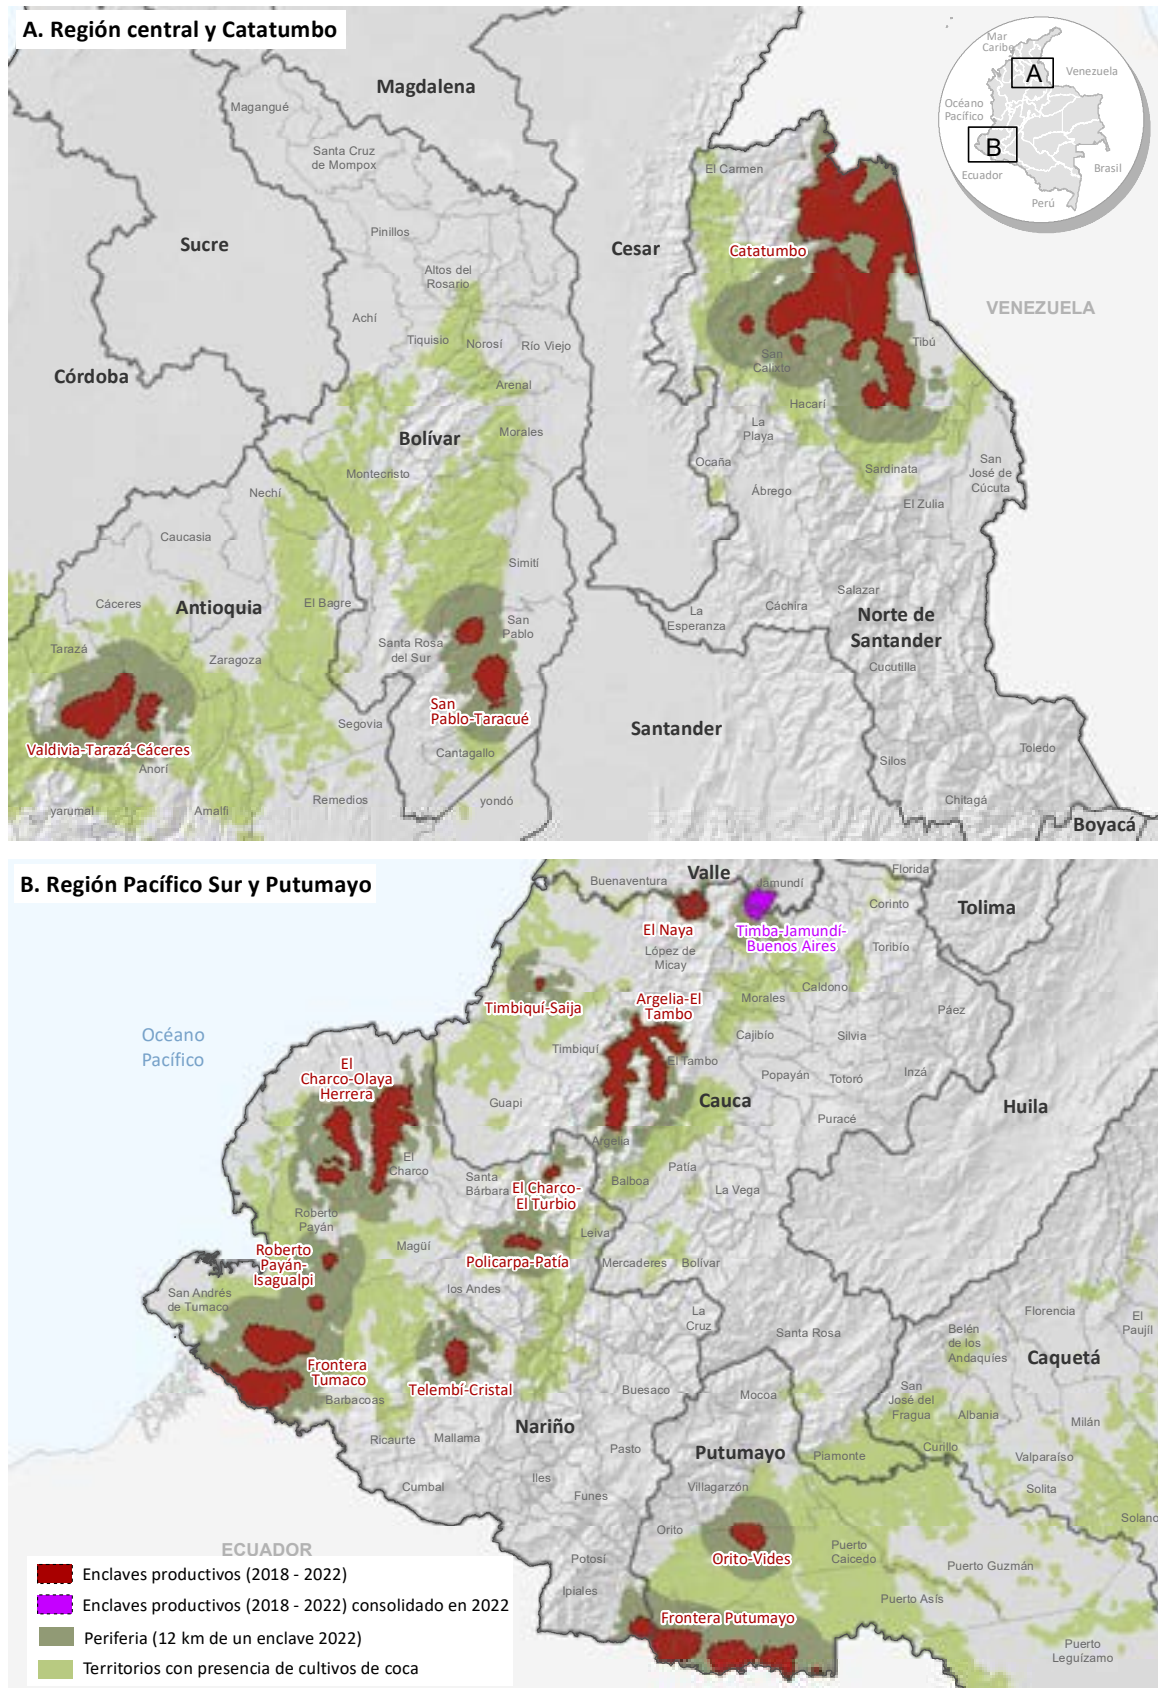 A. Región central y Catatumbo
Mar
Caribe
Venezuela
Océano
Pacífico
A
B
Brasil
Ecuador
Perú
Magdalena
Magangué
Santa Cruz
de Mompox
El Carmen
Pinillos
Sucre
Cesar
Catatumbo
Altos del
Rosario
VENEZUELA
Achí
Tiquisio
Norosí
Río Viejo
Tibú
San
Calixto
Córdoba
Arenal
Hacarí
La
Playa
Bolívar
Morales
Ocaña
Sardinata
San
José de
Cúcuta
Montecristo
Nechí
Ábrego
El Zulia
Caucasia
Simití
Salazar
Cáceres
Antioquia
El Bagre
La
Esperanza
Cáchira
Norte de
Santander
San
Pablo
Tarazá
Zaragoza
Santa Rosa
del Sur
Cucutilla
San
Pablo-Taracué
Segovia
Santander
Valdivia-Tarazá-Cáceres
Anorí
Cantagallo
Toledo
Silos
yarumal
Amalfi
Remedios
yondó
Chitagá
Boyacá
B. Región Pacífico Sur y Putumayo
Valle
Buenaventura
Jamundí
Florida
Corinto
Tolima
El Naya
Timba-Jamundí-
Buenos Aires
Toribío
López de
Micay
Caldono
Timbiquí-Saija
Argelia-El
Tambo
Morales
Páez
Océano
Pacífico
Cajibío
Silvia
Timbiquí
El Tambo
El
Charco-Olaya
Herrera
Popayán
Totoró
Inzá
Guapi
Cauca
Puracé
Huila
Argelia
El
Charco
Santa
Bárbara
El Charco-
El Turbio
Patía
Balboa
La Vega
Roberto
Payán
Leiva
Magüí
Roberto
Payán-
Isagualpi
Policarpa-Patía
Mercaderes
Bolívar
San Andrés
de Tumaco
los Andes
La
Cruz
Santa Rosa
Florencia
El
Paujíl
Belén
de los
Andaquíes
Caquetá
Frontera
Tumaco
Telembí-Cristal
Barbacoas
Buesaco
Mocoa
San
José del
Fragua
Albania
Milán
Nariño
Ricaurte
Mallama
Pasto
Putumayo
Piamonte
Curillo
Valparaíso
Cumbal
Iles
Funes
Villagarzón
Solita
Solano
Orito
Orito-Vides
Puerto
Caicedo
Puerto Guzmán
ECUADOR
Potosí
Ipiales
Puerto Asís
Frontera Putumayo
Puerto
Leguízamo
Enclaves productivos (2018 - 2022)
Enclaves productivos (2018 - 2022) consolidado en 2022
Periferia (12 km de un enclave 2022)
Territorios con presencia de cultivos de coca